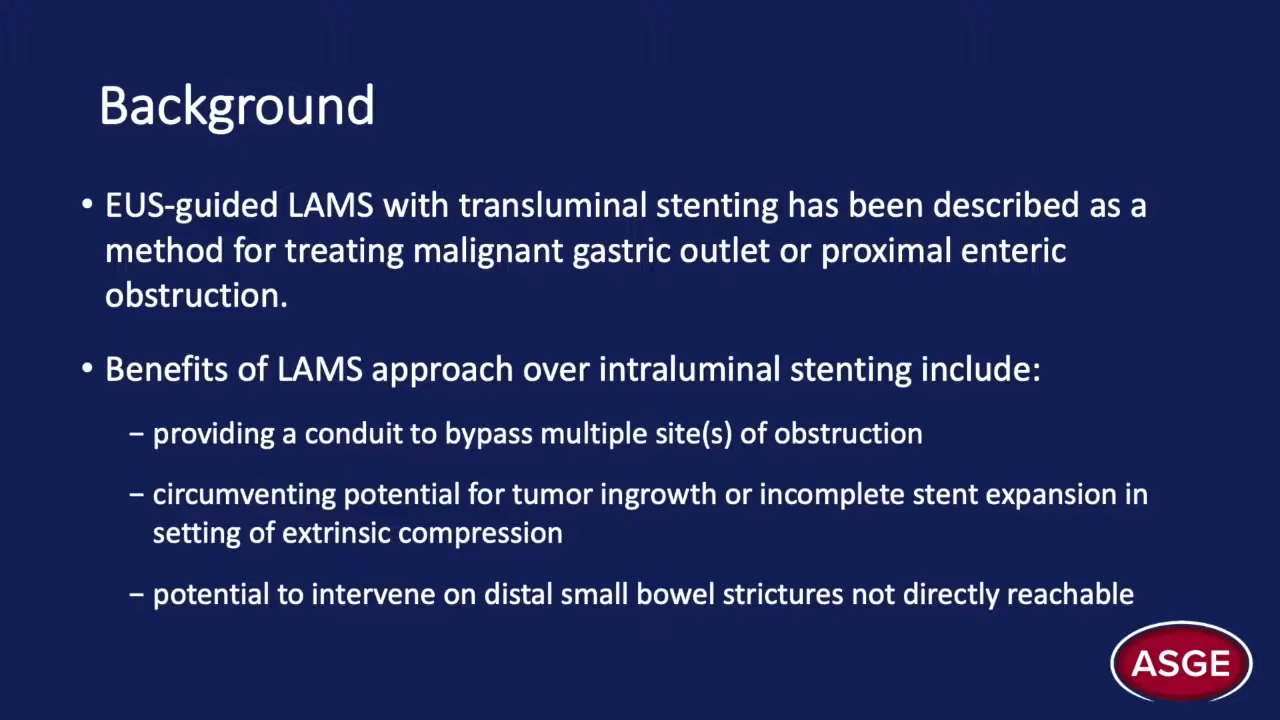 Background
• EUS-guided LAMS with transluminal stenting has been described as a
method for treating malignant gastric outlet or proximal enteric
obstruction.
• Benefits of LAMS approach over intraluminal stenting include:
– providing a conduit to bypass multiple site(s) of obstruction
– circumventing potential for tumor ingrowth or incomplete stent expansion in
setting of extrinsic compression
– potential to intervene on distal small bowel strictures not directly reachable
ASGE